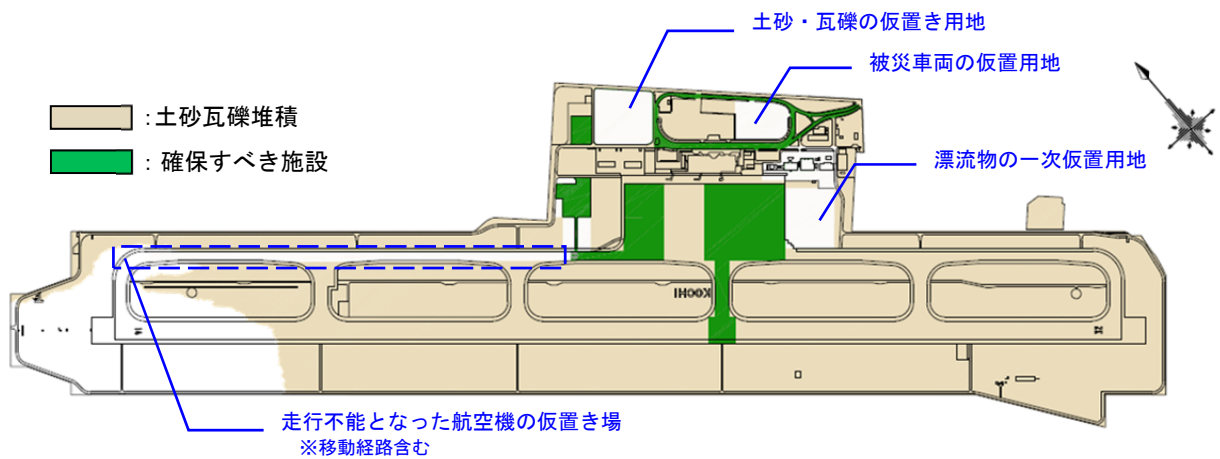 土砂・瓦礫の仮置き用地
被災車両の仮置用地
：土砂瓦礫堆積
：確保すべき施設
漂流物の一次仮置用地
KOCHI
走行不能となった航空機の仮置き場
※移動経路含む